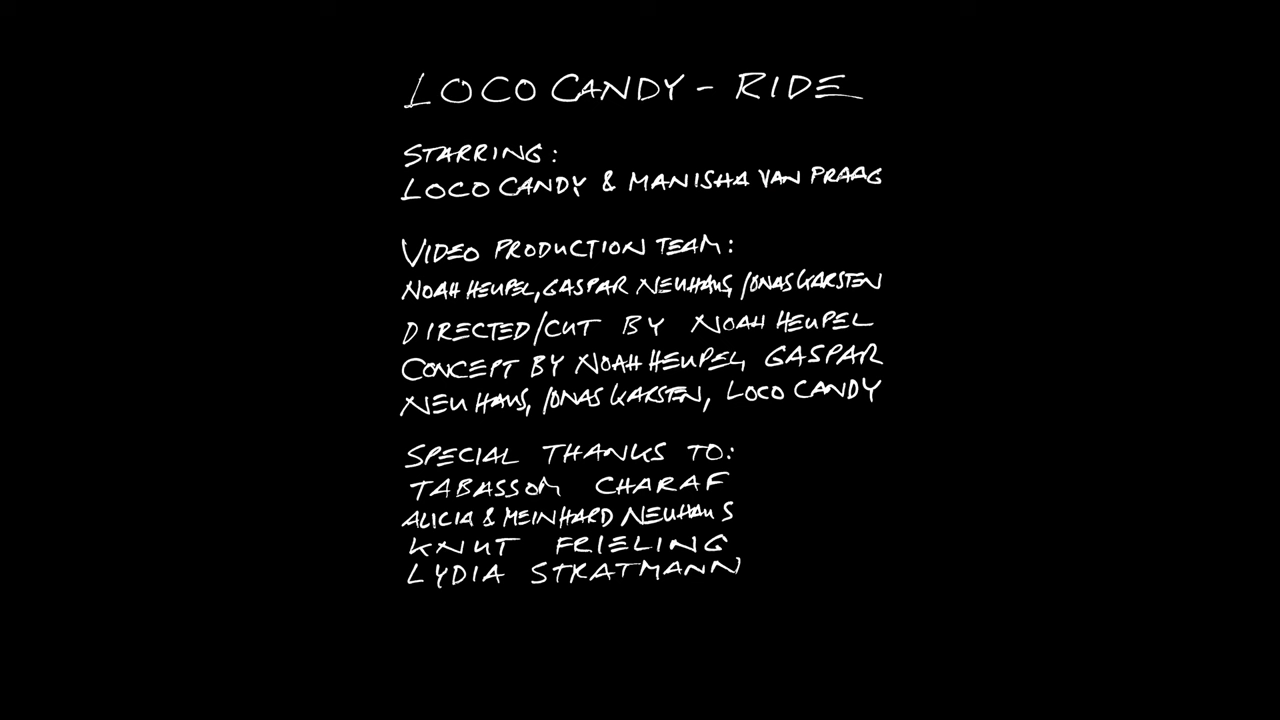 LOCO CANDY - RIDE
STARRING:
LOCO CANDY & MANISHA VAN PRAAG
VIDEO PRODUCTION TEAM:
NOAH HEUPEL, GASPAR NEUHAUS, JONAS KARSTEN
DIRECTED/CUT BY NOAH HEUPEL
CONCEPT BY NOAH HEUPEL, GASPAR
NEUHAUS, JONAS KARSTEN, LOCO CANDY
SPECIAL THANKS TO:
TABASSOM CHARAF
ALICIA & MEINHARD NEUHAUS
KNUT FRIELING
LYDIA STRATMANN